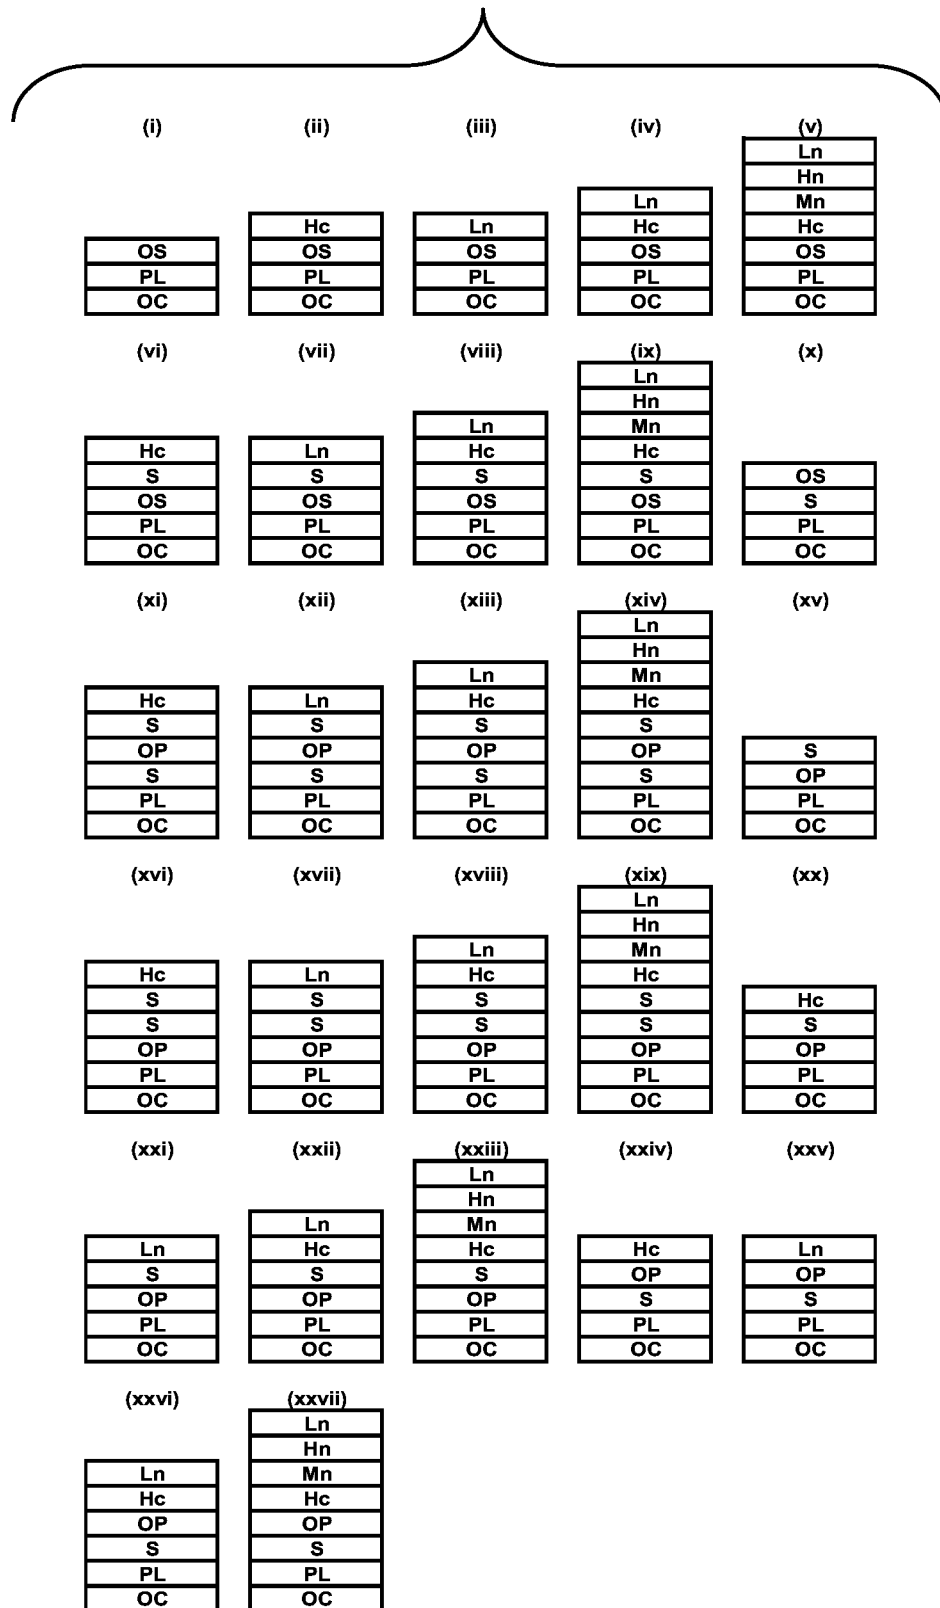 (i) (ii) (iii) (iv) (v)
Ln
Hn
Ln Mn
Hc Ln Hc Hc
OS OS OS OS OS
PL PL PL PL PL
OC OC OC OC OC
(vi) (vii) (viii) (ix) (x)
Ln
Hn
Ln Mn
Hc Ln Hc Hc
S S S S OS
OS OS OS OS S
PL PL PL PL PL
OC OC OC OC OC
(xi) (xii) (xiii) (xiv) (xv)
Ln
Hn
Ln Mn
Hc Ln Hc Hc
S S S S
OP OP OP OP S
S S S S OP
PL PL PL PL PL
OC OC OC OC OC
(xvi) (xvii) (xviii) (xix) (xx)
Ln
Hn
Ln Mn
Hc Ln Hc Hc
S S S S Hc
S S S S S
OP OP OP OP OP
PL PL PL PL PL
OC OC OC OC OC
(xxi) (xxii) (xxiii) (xxiv) (xxv)
Ln
Hn
Ln Mn
Ln Hc Hc Hc Ln
S S S OP OP
OP OP OP S S
PL PL PL PL PL
OC OC OC OC OC
(xxvi) (xxvii)
Ln
Hn
Ln Mn
Hc Hc
OP OP
S S
PL PL
OC OC